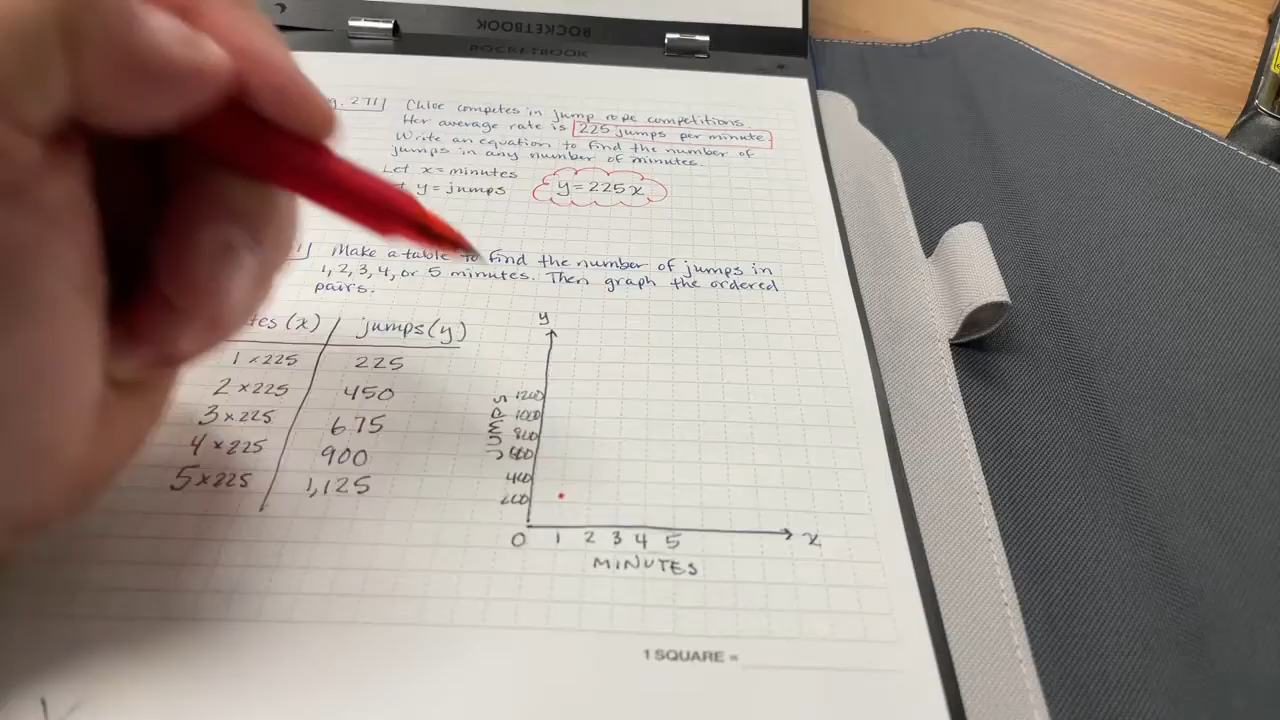 ROCKETBOOK
ROCKETBOOK
g. 271 Chloe competes in jump rope competitions.
Her average rate is 225 jumps per minute.
Write an equation to find the number of
jumps in any number of minutes.
Let x = minutes
y = jumps
y = 225x
Make a table to find the number of jumps in
1, 2, 3, 4, or 5 minutes. Then graph the ordered
pairs.
tes (x) jumps (y)
1 × 225 225
2 × 225 450
3 × 225 675
4 × 225 900
5 × 225 1,125
y
JUMPS
1200
1000
800
600
400
200
0 1 2 3 4 5 x
MINUTES
1 SQUARE =